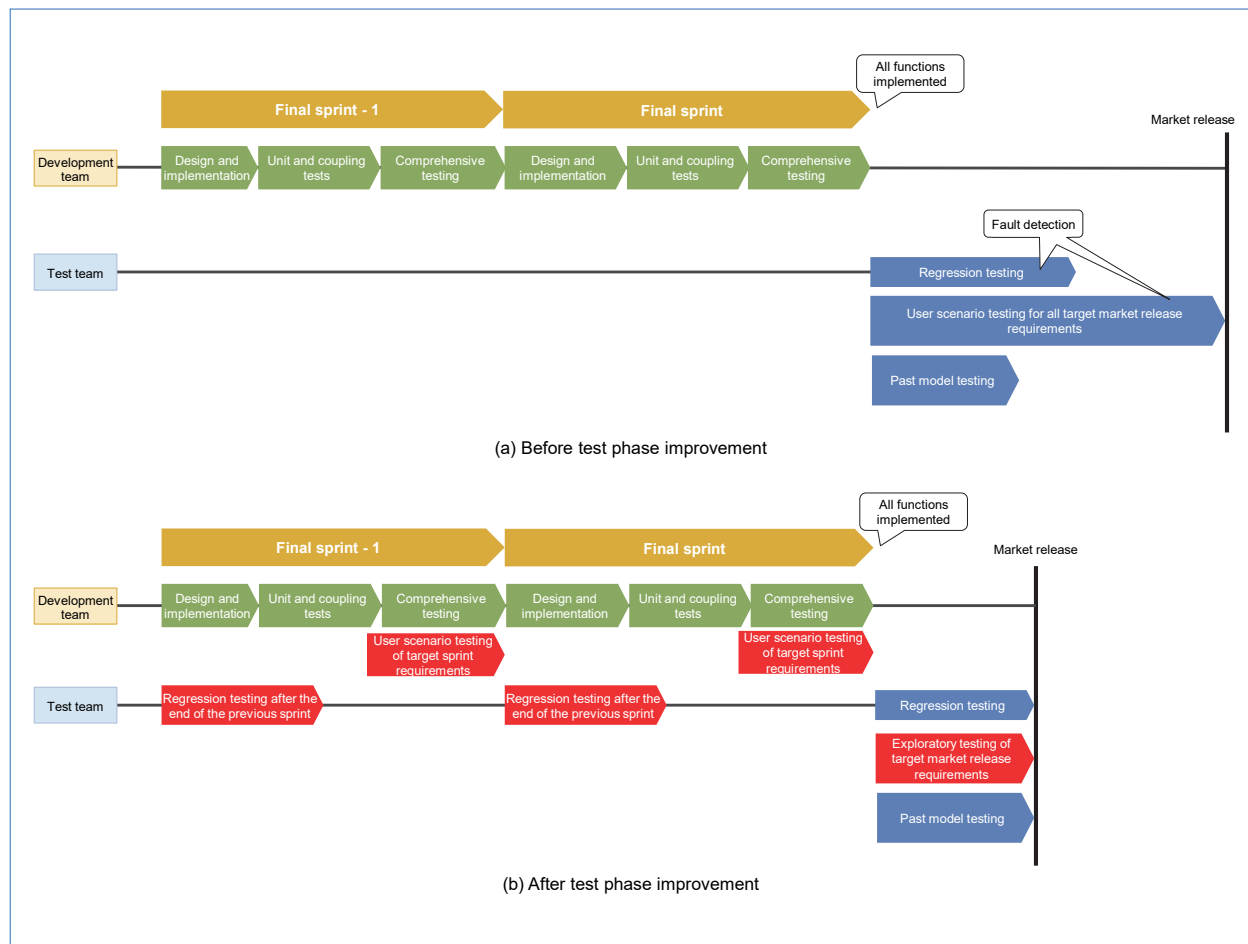 All functions
implemented
Final sprint - 1
Final sprint
Market release
Development
team
Design and
implementation
Unit and coupling
tests
Comprehensive
testing
Design and
implementation
Unit and coupling
tests
Comprehensive
testing
Fault detection
Test team
Regression testing
User scenario testing for all target market release
requirements
Past model testing
(a) Before test phase improvement
All functions
implemented
Final sprint - 1
Final sprint
Market release
Development
team
Design and
implementation
Unit and coupling
tests
Comprehensive
testing
Design and
implementation
Unit and coupling
tests
Comprehensive
testing
User scenario testing
of target sprint
requirements
User scenario testing
of target sprint
requirements
Test team
Regression testing after the
end of the previous sprint
Regression testing after the
end of the previous sprint
Regression testing
Exploratory testing of
target market release
requirements
Past model testing
(b) After test phase improvement